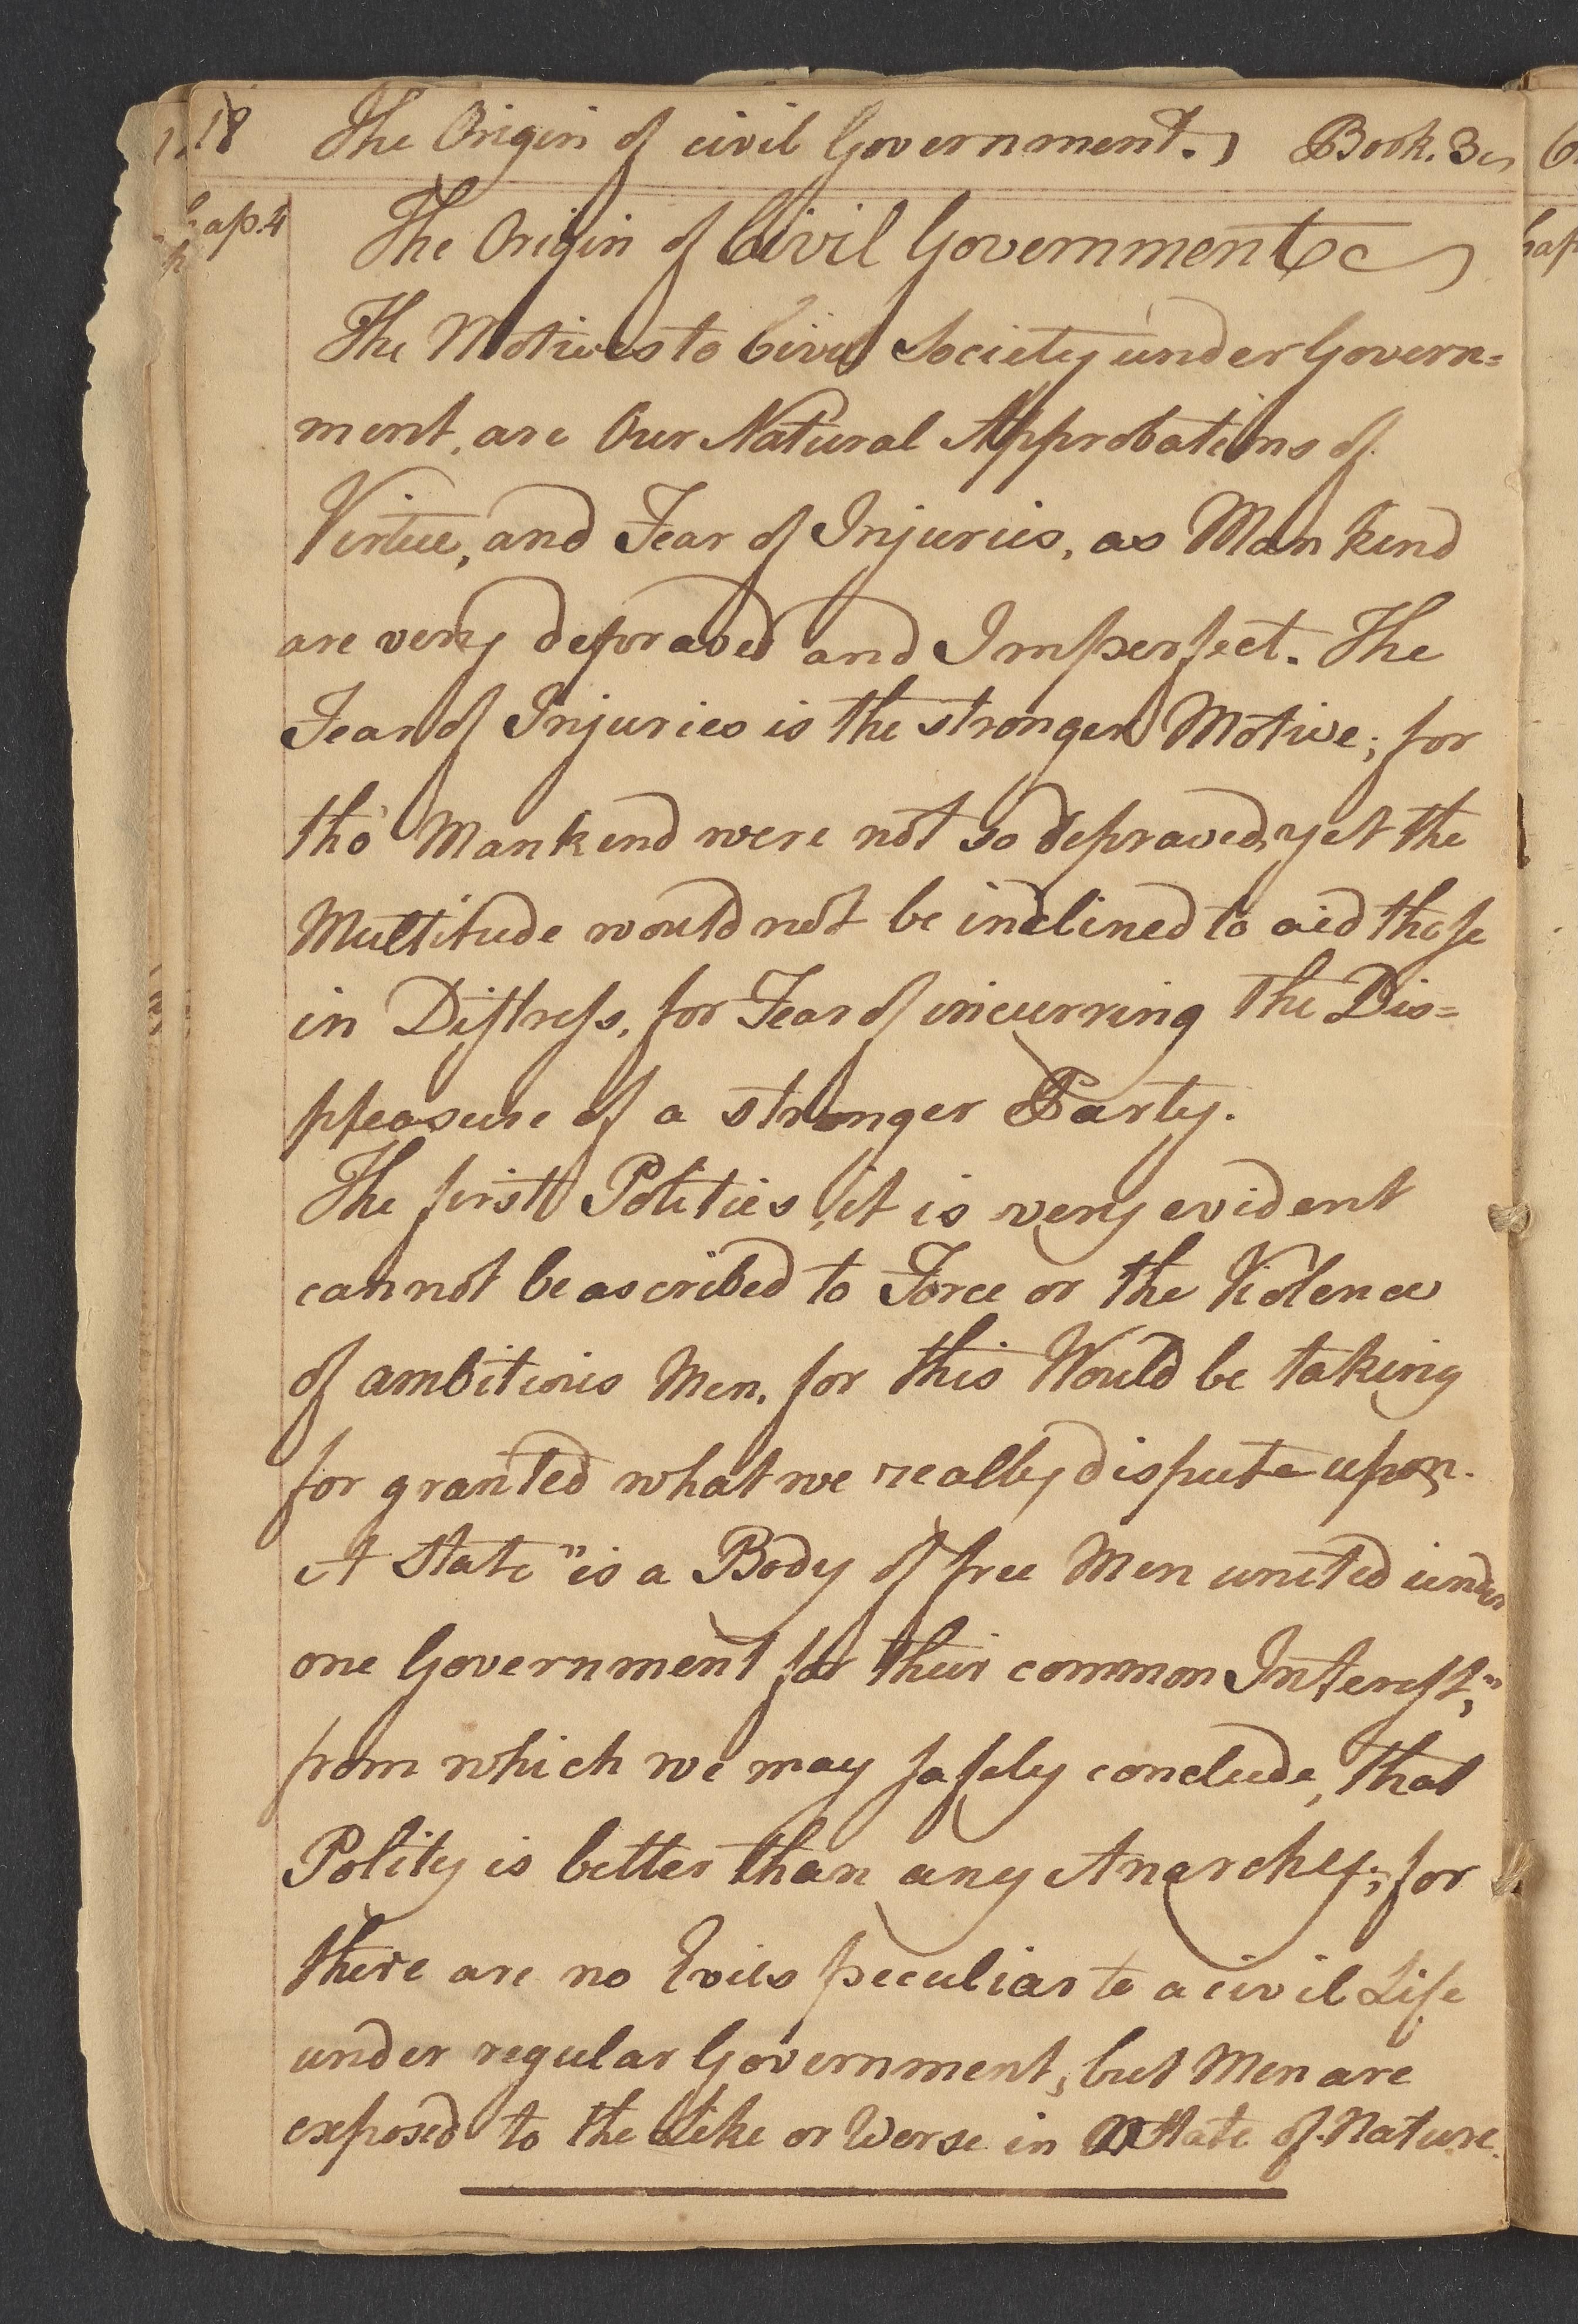 18 The Origin of civil Government. Book. 3
Chap. 4 The Origin of Civil Government
The Motives to Civil Society under Govern=
ment, are Our Natural Approbations of
Virtue, and Fear of Injuries, as Mankind
are very depraved and Imperfect. The
Fear of Injuries is the stronger Motive; for
tho' Mankind were not so depraved, yet the
Multitude would not be inclined to aid those
in Distress, for Fear of incurring the Dis=
pleasure of a stronger Party.
The first Polities, it is very evident
cannot be ascribed to Force or the Violence
of ambitious Men, for this Would be taking
for granted what we really dispute upon.
A State "is a Body of free Men united under
one Government for their common Interest,"
from which we may safely conclude, that
Polity is better than any Anarchy; for
there are no Evils peculiar to a civil Life
under regular Government, but Men are
exposed to the Like or Worse in a State of Nature.